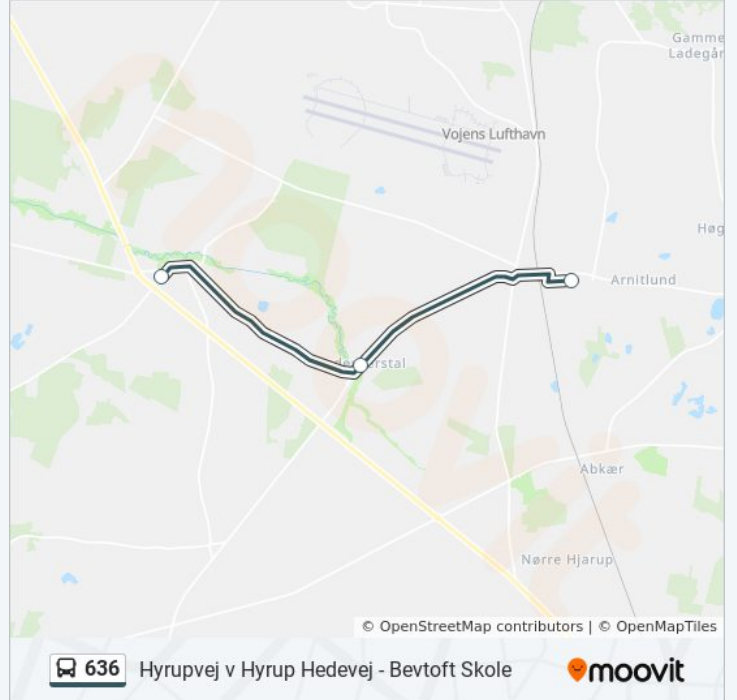 Gamme
Ladegår
Vojens Lufthavn
Høg
Arnitlund
Abkær
Nørre Hjarup
© OpenStreetMap contributors | © OpenMapTiles
636 Hyrupvej v Hyrup Hedevej - Bevtoft Skole moovit